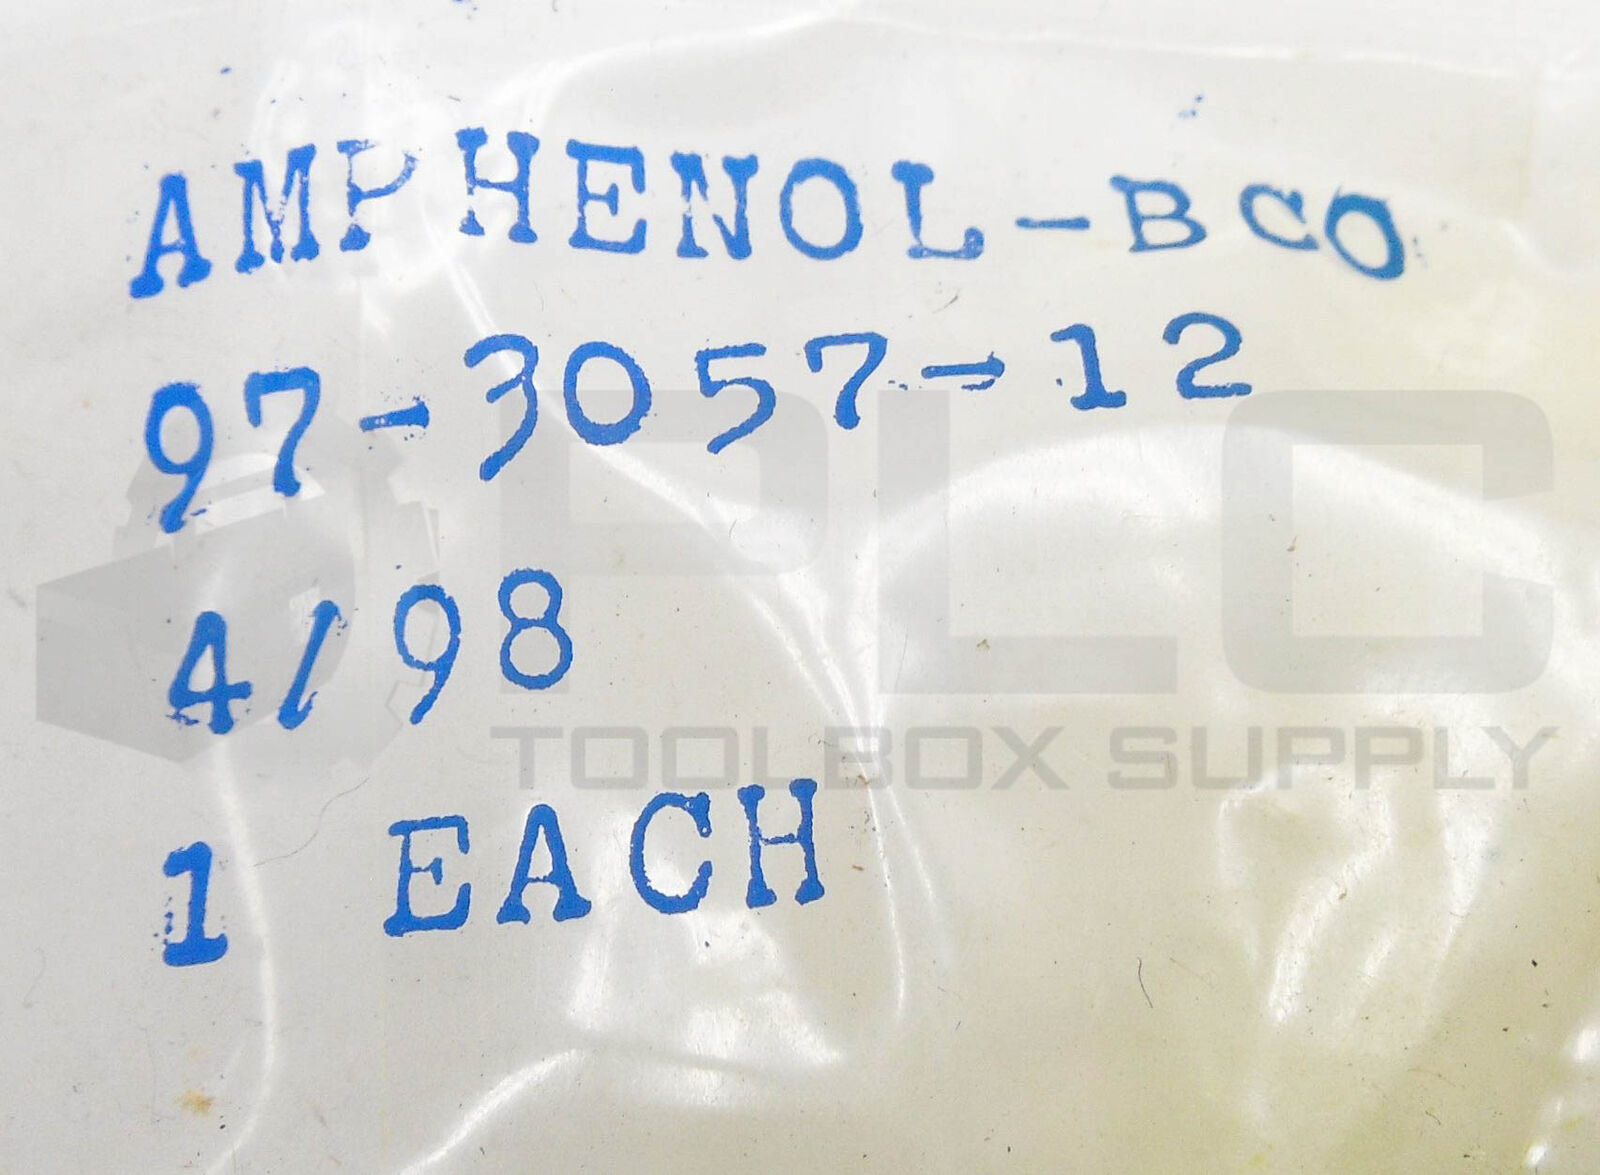 AMPHENOL-BCO
97-3057-12
4/98
1 EACH
PLC
TOOLBOX SUPPLY